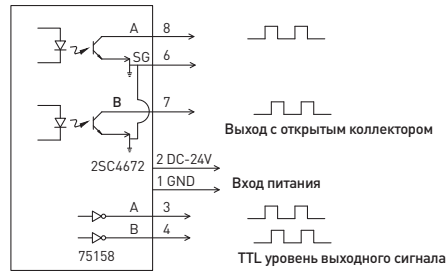 A 8
SG 6
B 7
Выход с открытым коллектором
2SC4672
2 DC-24V
1 GND
Вход питания
A 3
B 4
75158
TTL уровень выходного сигнала